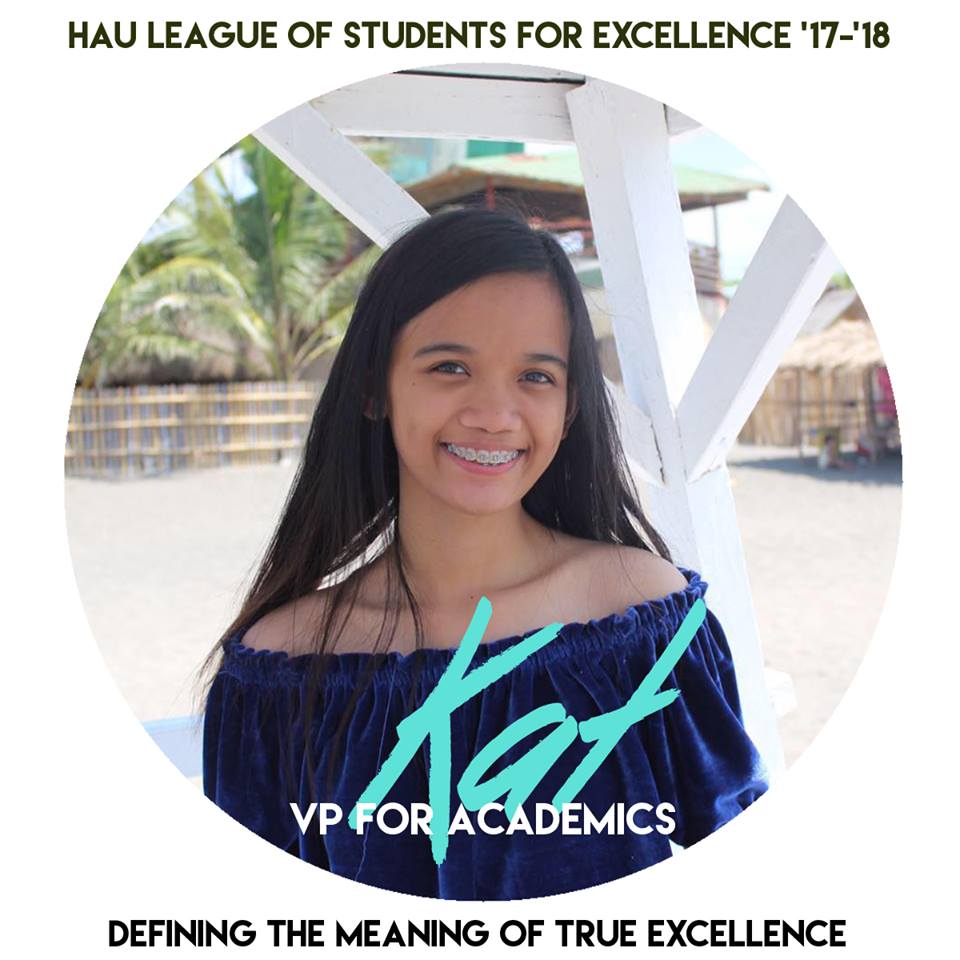 HAU LEAGUE OF STUDENTS FOR EXCELLENCE '17-'18
Kat
VP FOR ACADEMICS
DEFINING THE MEANING OF TRUE EXCELLENCE